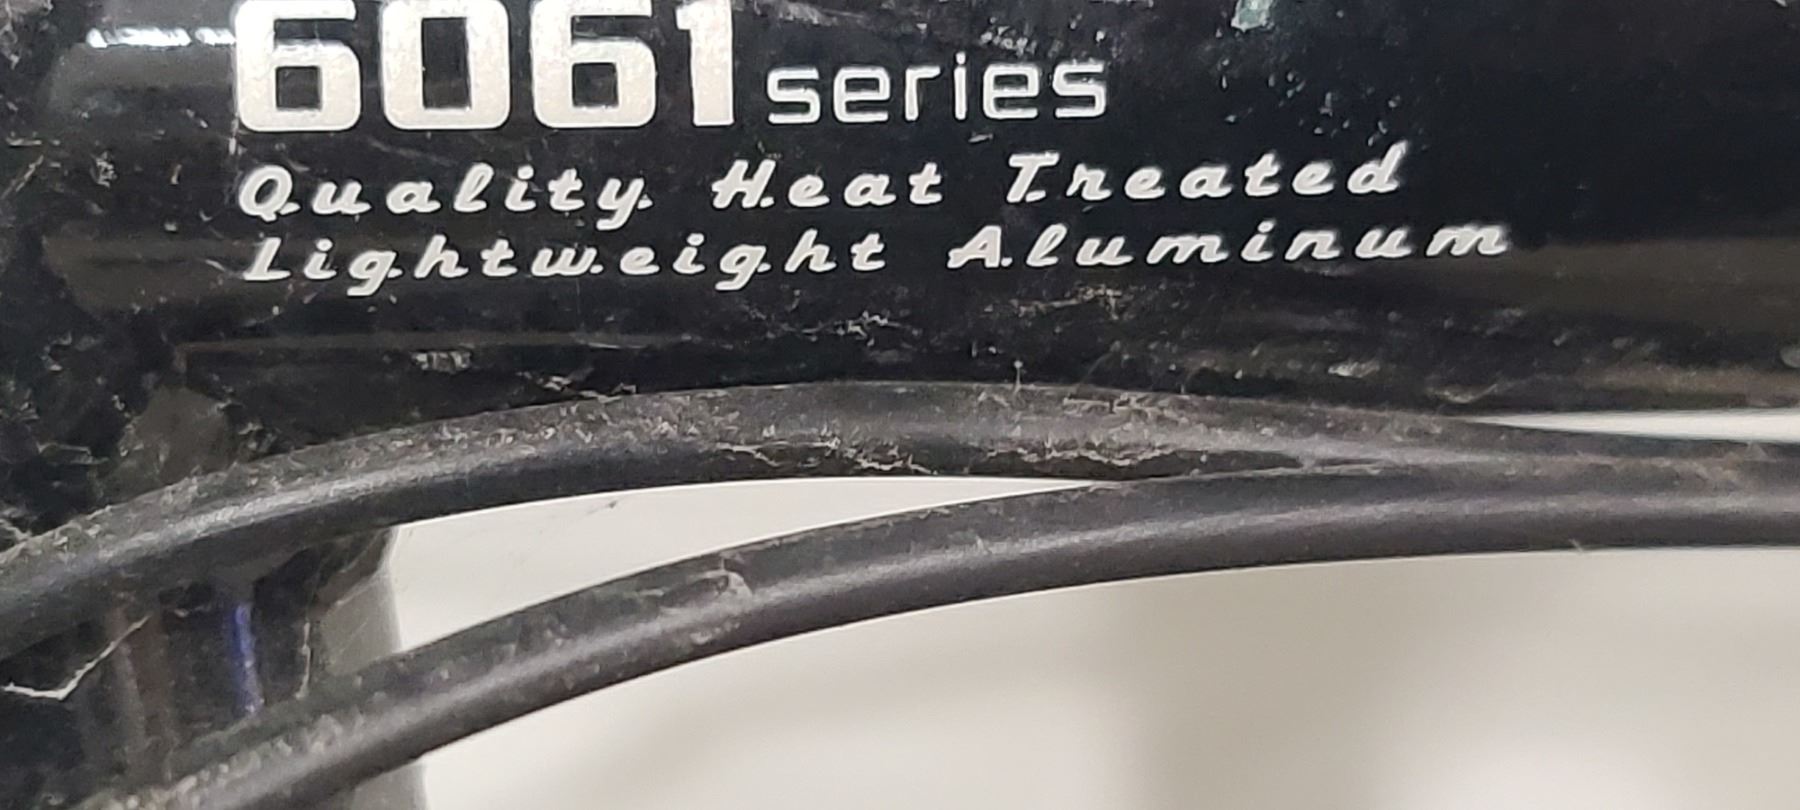 6061 series
Quality Heat Treated
Lightweight Aluminum